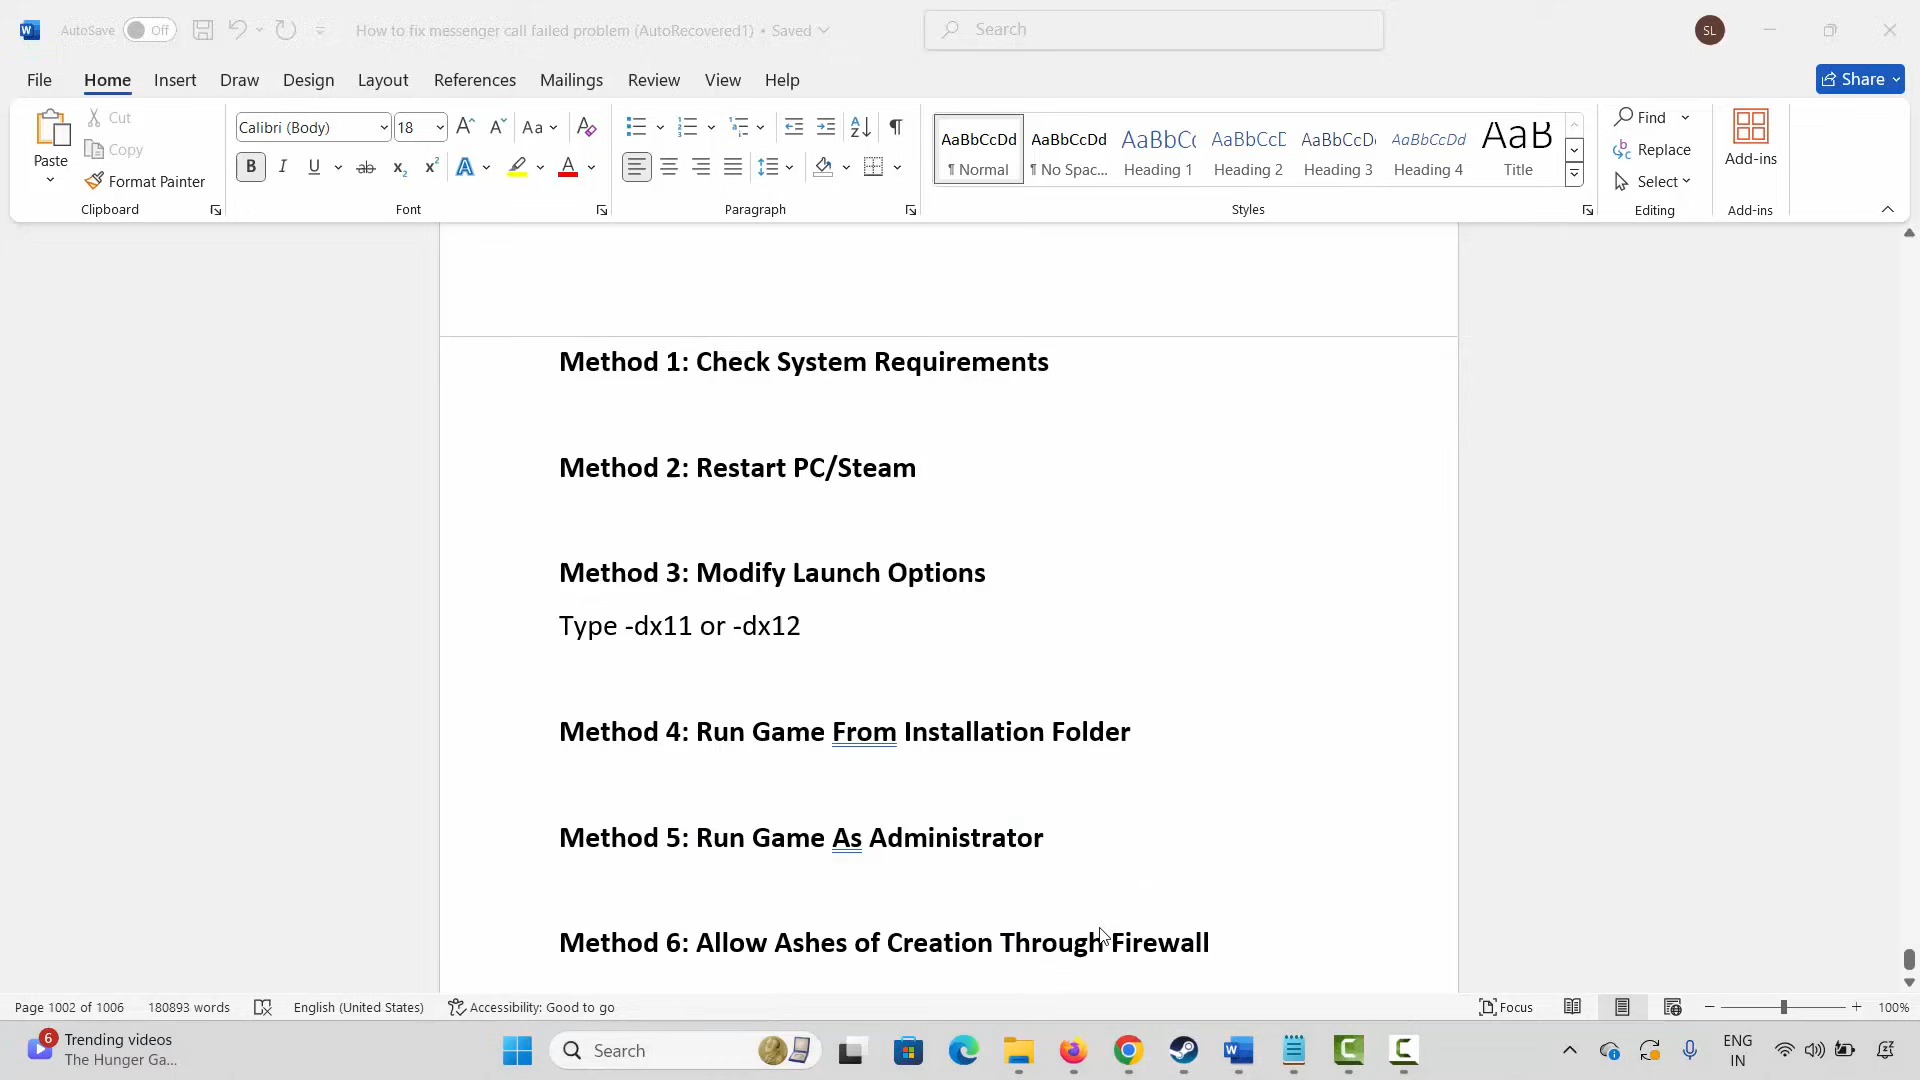 AutoSave Off How to fix messenger call failed problem (AutoRecovered1) • Saved Search SL
File Home Insert Draw Design Layout References Mailings Review View Help Share
Paste Cut Copy Format Painter Clipboard
Calibri (Body) 18 Aa B I U ab x₂ x² A A Font
Paragraph
AaBbCcDd ¶ Normal
AaBbCcDd ¶ No Spac...
AaBbCc Heading 1
AaBbCcD Heading 2
AaBbCcDd Heading 3
AaBbCcDd Heading 4
AaB Title
Styles
Find Replace Select Editing
Add-ins Add-ins
Method 1: Check System Requirements
Method 2: Restart PC/Steam
Method 3: Modify Launch Options
Type -dx11 or -dx12
Method 4: Run Game From Installation Folder
Method 5: Run Game As Administrator
Method 6: Allow Ashes of Creation Through Firewall
Page 1002 of 1006 180893 words English (United States) Accessibility: Good to go Focus 100%
6 Trending videos
The Hunger Ga...
Search
ENG
IN